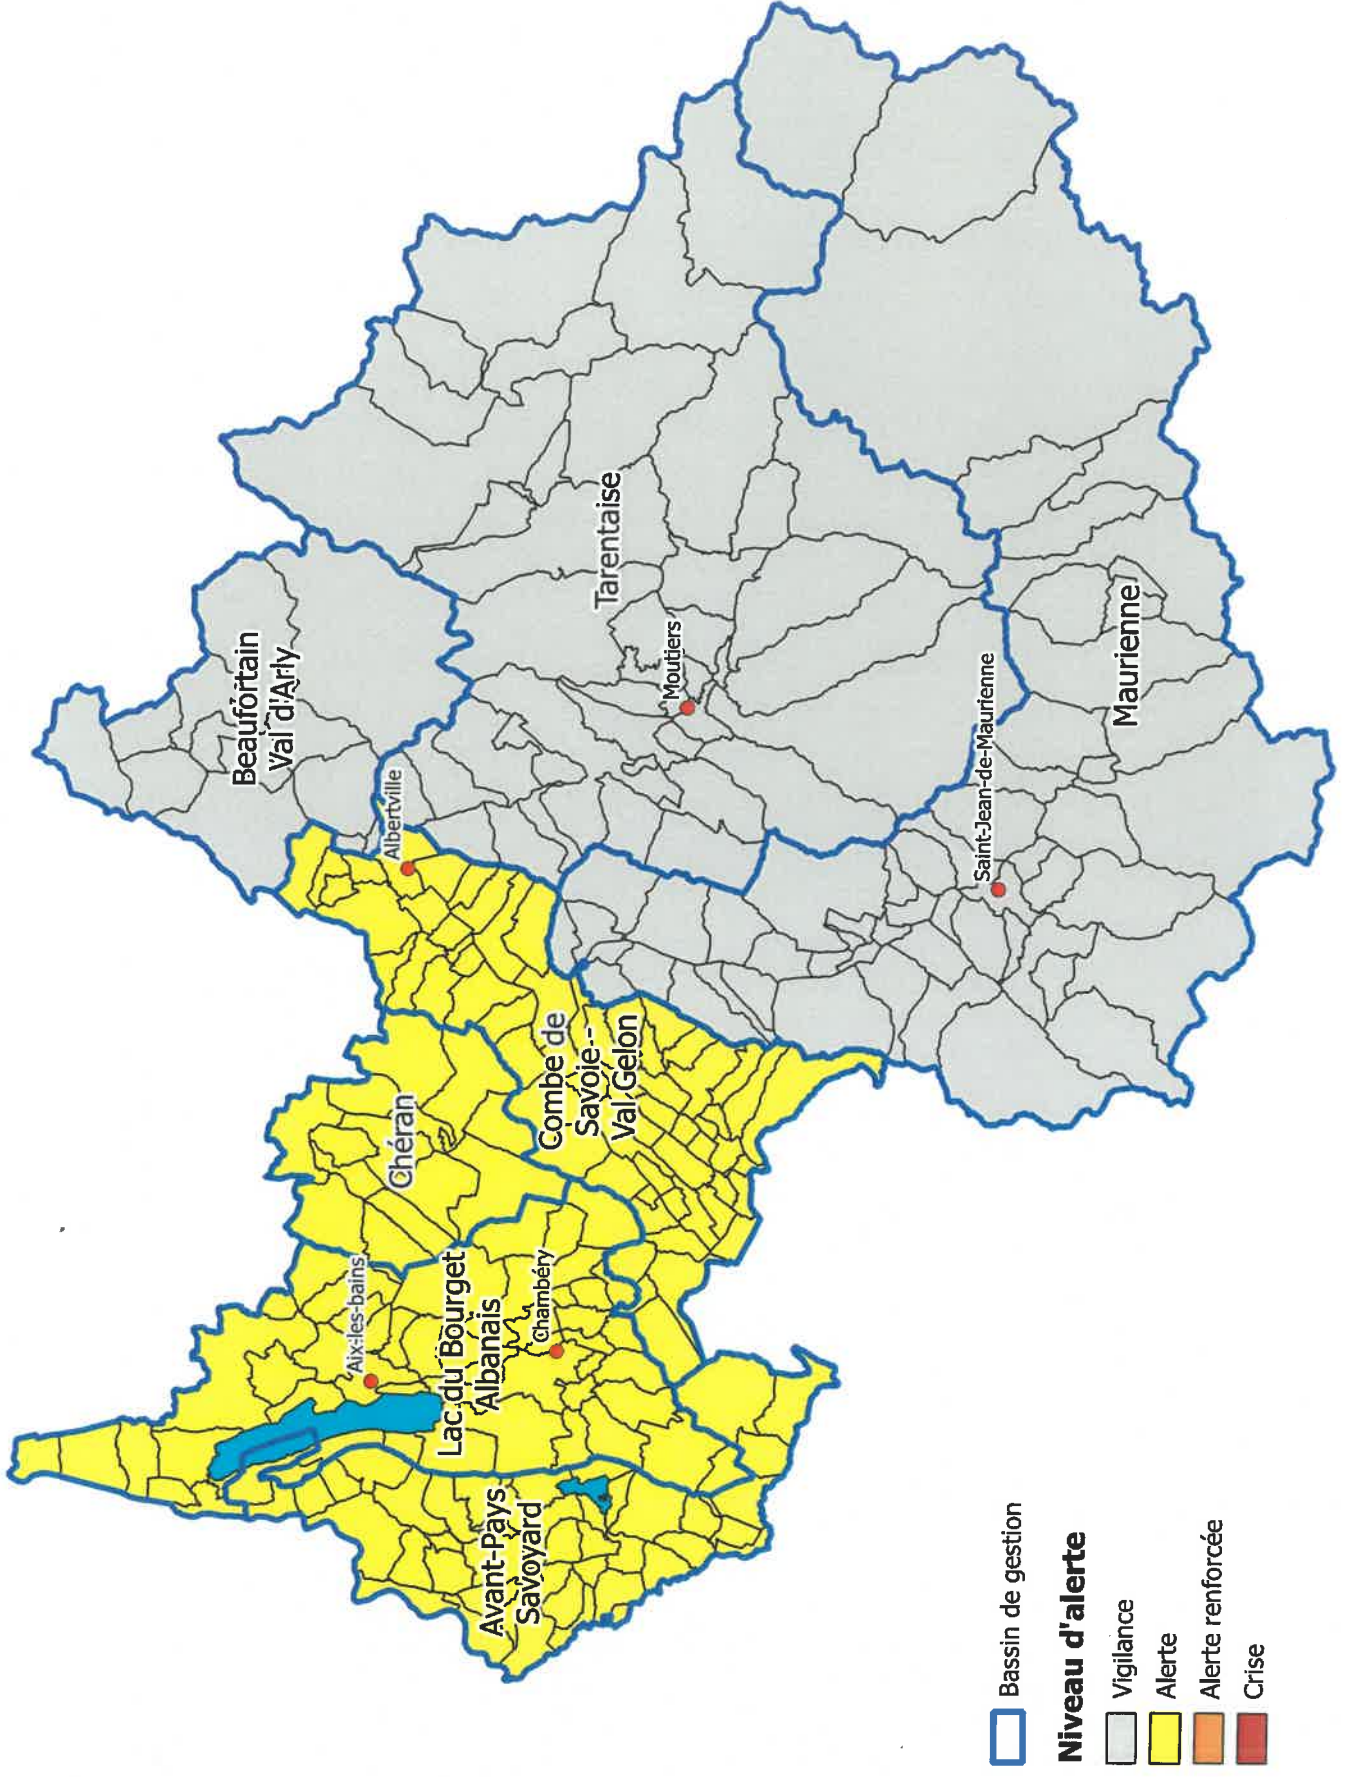 Beaufortain
Val d'Arly
Albertville
Tarentaise
Moutiers
Saint-Jean-de-Maurienne
Maurienne
Chéran
Combe de
Savoie--
Val Gelon
Aix-les-bains
Lac du Bourget
Albanais
Chambéry
Avant-Pays
Savoyard
Bassin de gestion
Niveau d'alerte
Vigilance
Alerte
Alerte renforcée
Crise